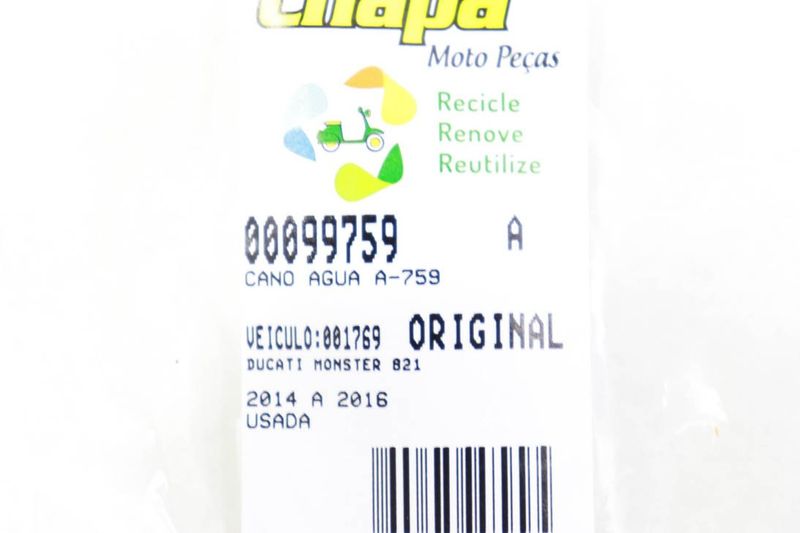 Chapa
Moto Peças
Recicle
Renove
Reutilize
00099759 A
CANO AGUA A-759
VEICULO:001769 ORIGINAL
DUCATI MONSTER 821
2014 A 2016
USADA